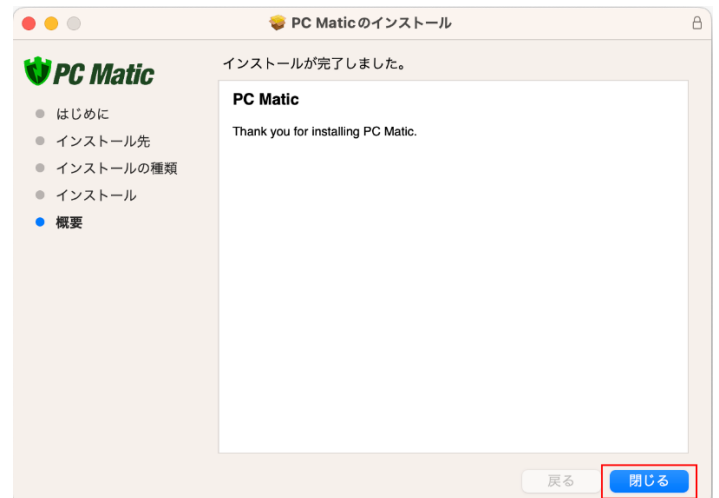 PC Maticのインストール
PC Matic
インストールが完了しました。
はじめに
インストール先
インストールの種類
インストール
概要
PC Matic
Thank you for installing PC Matic.
戻る
閉じる